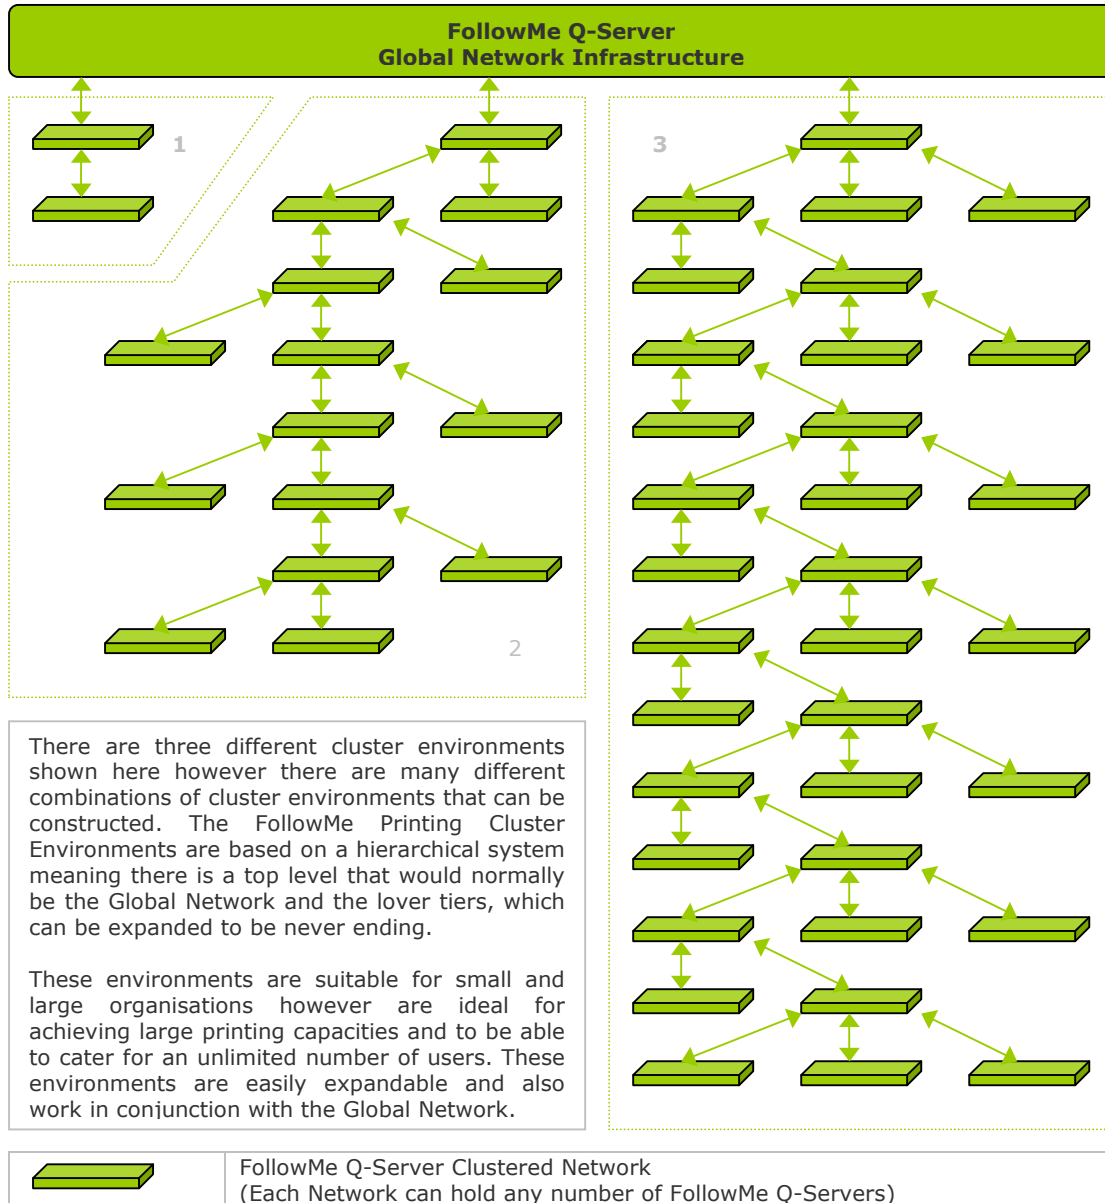 FollowMe Q-Server
Global Network Infrastructure
1
3
2
There are three different cluster environments
shown here however there are many different
combinations of cluster environments that can be
constructed. The FollowMe Printing Cluster
Environments are based on a hierarchical system
meaning there is a top level that would normally
be the Global Network and the lover tiers, which
can be expanded to be never ending.
These environments are suitable for small and
large organisations however are ideal for
achieving large printing capacities and to be able
to cater for an unlimited number of users. These
environments are easily expandable and also
work in conjunction with the Global Network.
FollowMe Q-Server Clustered Network
(Each Network can hold any number of FollowMe Q-Servers)